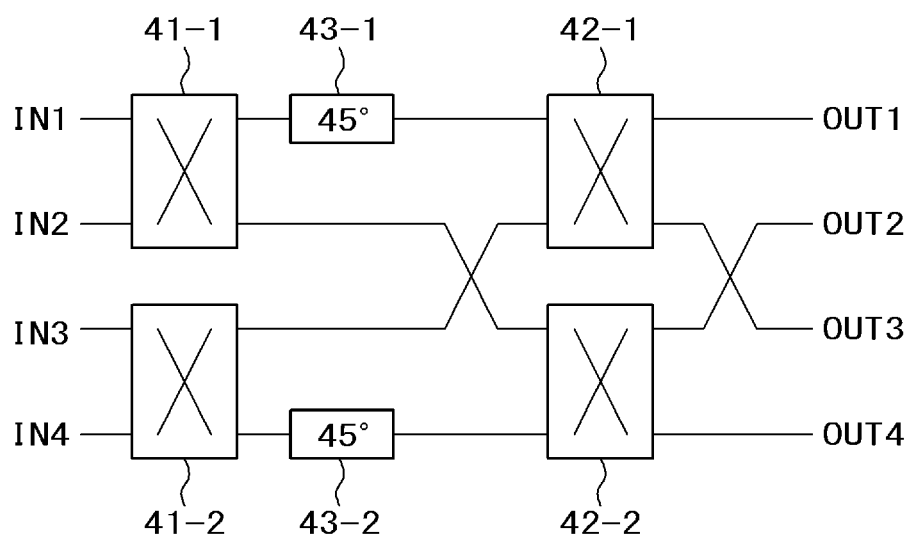 41-1 43-1 42-1
IN1 45° OUT1
IN2 OUT2
IN3 OUT3
IN4 45° OUT4
41-2 43-2 42-2